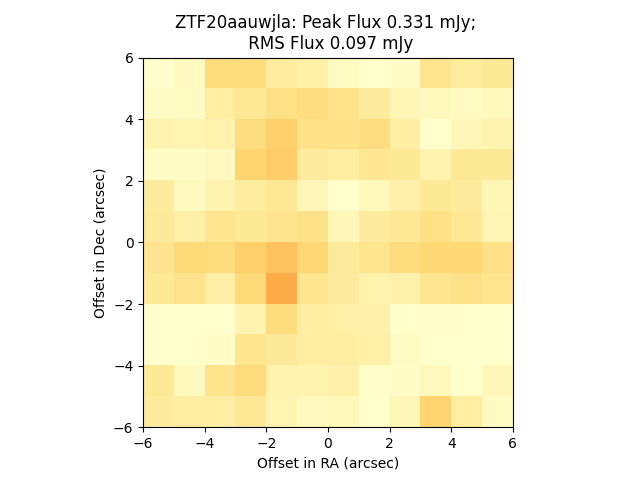 ZTF20aauwjla: Peak Flux 0.331 mJy;
RMS Flux 0.097 mJy
6
4
2
0
−2
−4
−6
Offset in Dec (arcsec)
−6 −4 −2 0 2 4 6
Offset in RA (arcsec)